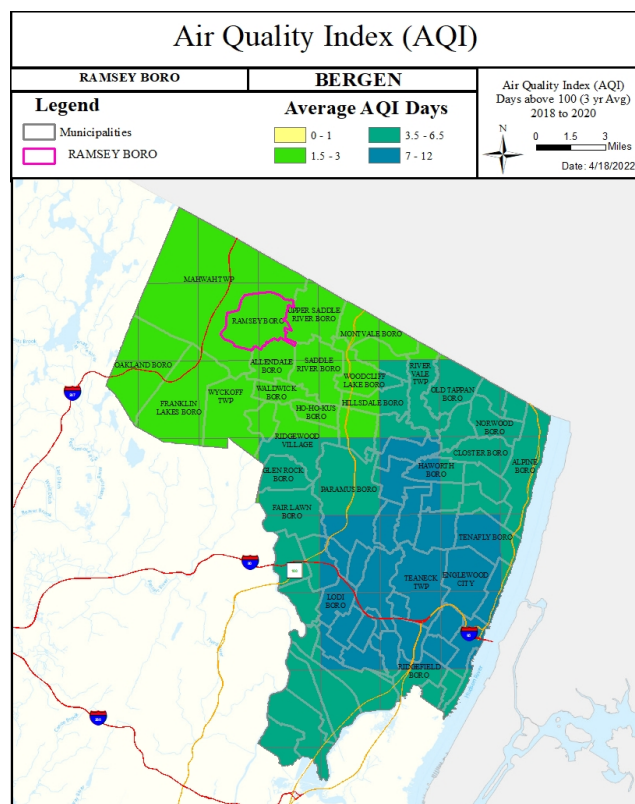 Air Quality Index (AQI)
RAMSEY BORO
BERGEN
Legend
Municipalities
RAMSEY BORO
Average AQI Days
0 - 1
1.5 - 3
3.5 - 6.5
7 - 12
Air Quality Index (AQI)
Days above 100 (3 yr Avg)
2018 to 2020
N
0 1.5 3
Miles
Date: 4/18/2022
MAHWAH TWP
RAMSEY BORO
UPPER SADDLE
RIVER BORO
MONTVALE BORO
OAKLAND BORO
ALLENDALE
BORO
SADDLE
RIVER BORO
WOODCLIFF
LAKE BORO
RIVER
VALE
TWP
OLD TAPPAN
BORO
FRANKLIN
LAKES BORO
WYCKOFF
TWP
WALDWICK
BORO
HO-HO-KUS
BORO
HILLSDALE BORO
NORWOOD
BORO
RIDGEWOOD
VILLAGE
CLOSTER BORO
HAWORTH
BORO
ALPINE
BORO
GLEN ROCK
BORO
PARAMUS BORO
FAIR LAWN
BORO
TENAFLY BORO
TEANECK
TWP
ENGLEWOOD
CITY
LODI
BORO
RIDGEFIELD
BORO
287
80